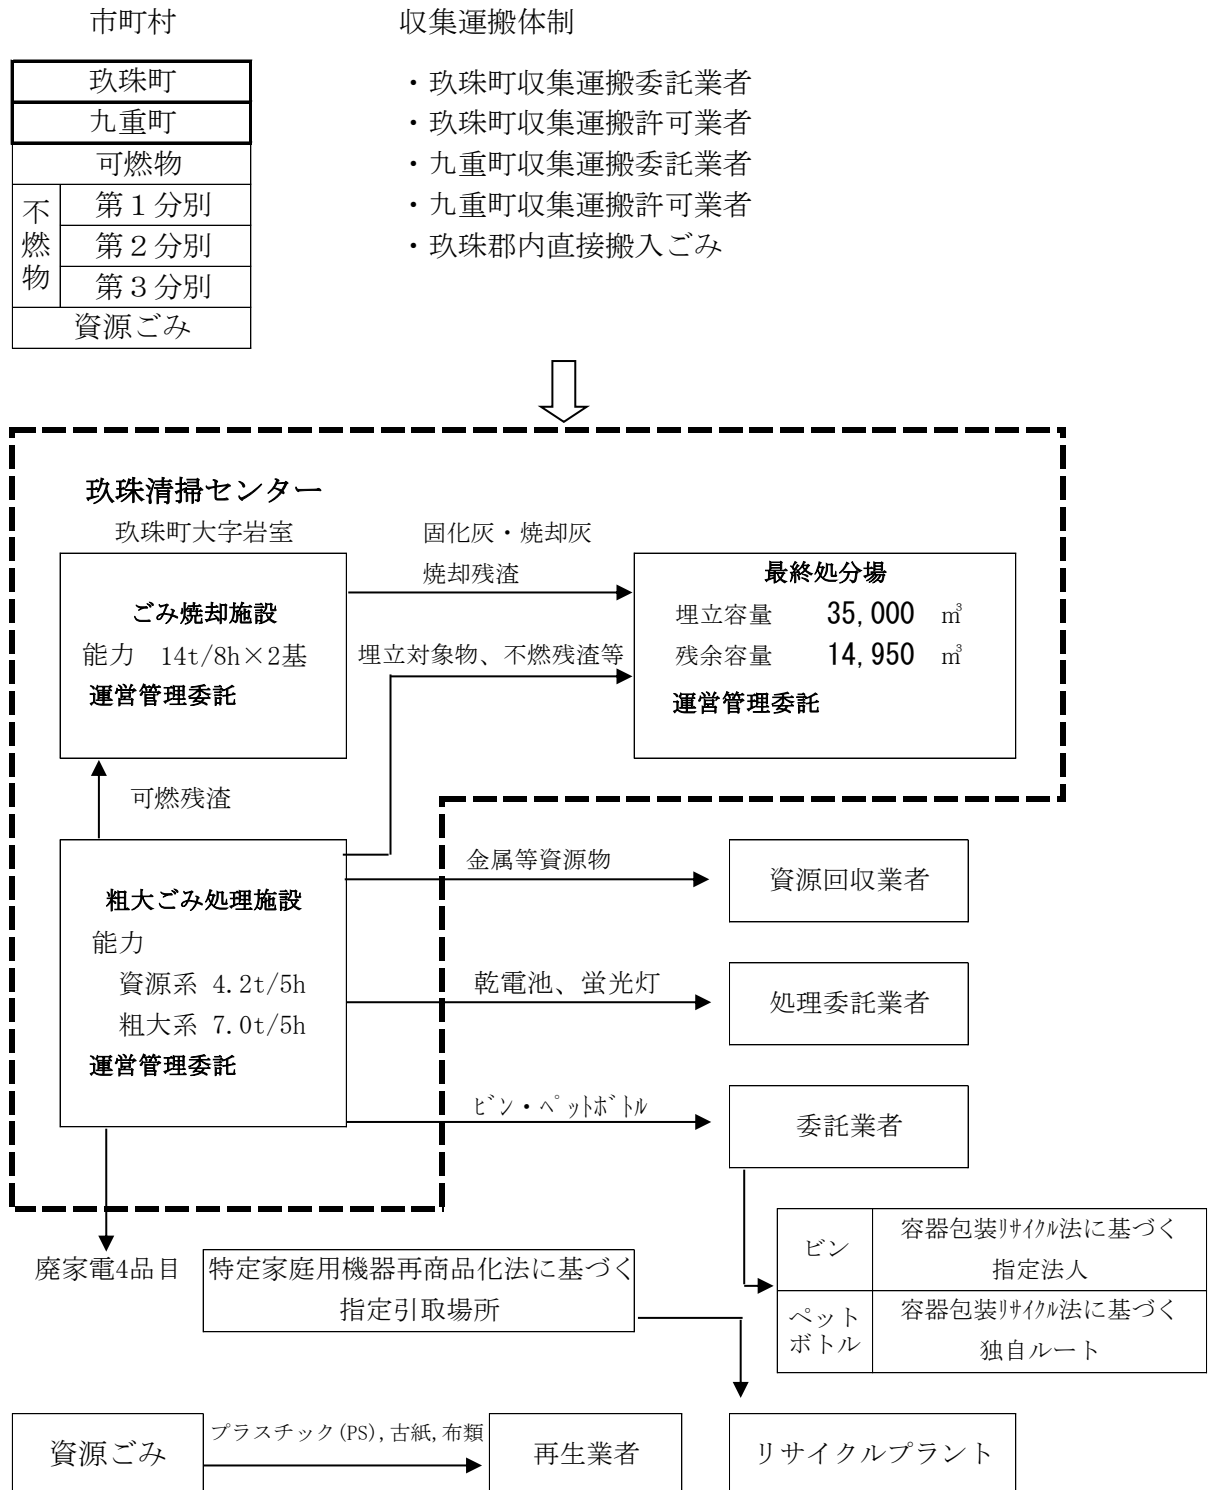 市町村
収集運搬体制
玖珠町
九重町
可燃物
不燃物
第１分別
第２分別
第３分別
資源ごみ
・玖珠町収集運搬委託業者
・玖珠町収集運搬許可業者
・九重町収集運搬委託業者
・九重町収集運搬許可業者
・玖珠郡内直接搬入ごみ
玖珠清掃センター
玖珠町大字岩室
ごみ焼却施設
能力 14t/8h×2基
運営管理委託
固化灰・焼却灰
焼却残渣
埋立対象物、不燃残渣等
最終処分場
埋立容量 35,000 ㎥
残余容量 14,950 ㎥
運営管理委託
可燃残渣
粗大ごみ処理施設
能力
資源系 4.2t/5h
粗大系 7.0t/5h
運営管理委託
金属等資源物
資源回収業者
乾電池、蛍光灯
処理委託業者
ﾋﾞﾝ・ﾍﾟｯﾄﾎﾞﾄﾙ
委託業者
ビン
容器包装ﾘｻｲｸﾙ法に基づく
指定法人
ペット
ボトル
容器包装ﾘｻｲｸﾙ法に基づく
独自ルート
廃家電4品目
特定家庭用機器再商品化法に基づく
指定引取場所
資源ごみ
プラスチック(PS),古紙,布類
再生業者
リサイクルプラント